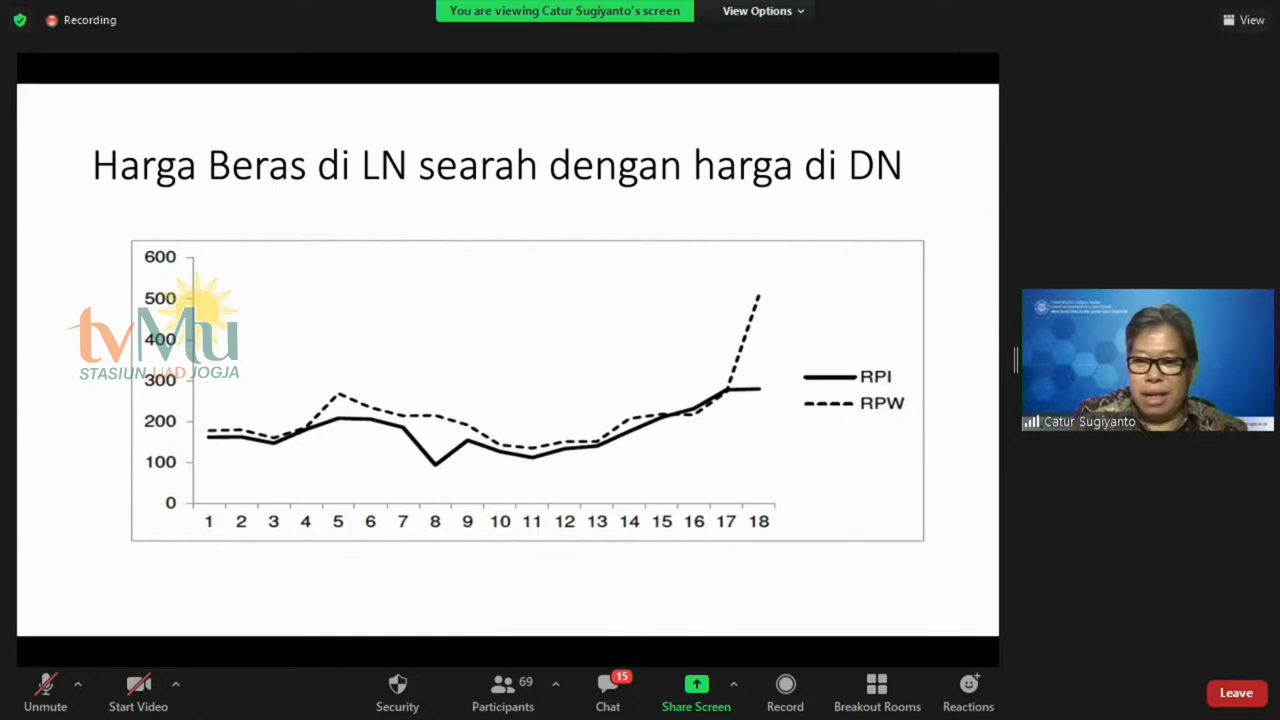 You are viewing Catur Sugiyanto's screen
View Options
Recording
View
Harga Beras di LN searah dengan harga di DN
600
500
400
300
200
100
0
1 2 3 4 5 6 7 8 9 10 11 12 13 14 15 16 17 18
RPI
RPW
tvMu
STASIUN UAD JOGJA
Catur Sugiyanto
Unmute
Start Video
Security
69
Participants
15
Chat
Share Screen
Record
Breakout Rooms
Reactions
Leave